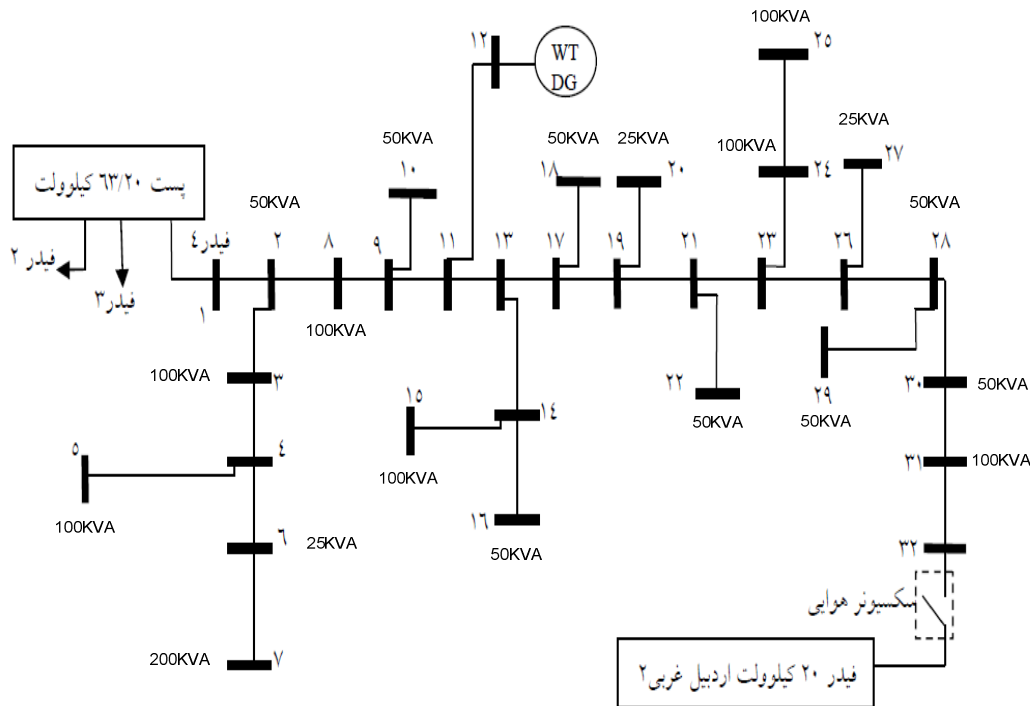 100KVA
۱۲
WT
DG
۲۵
50KVA
۱۰
50KVA
۱۸
25KVA
۲۰
100KVA
۲۴
25KVA
۲۷
پست ۶۳/۲۰ کیلوولت
50KVA
50KVA
فیدر۴
۲
۸
۹
۱۱
۱۳
۱۷
۱۹
۲۱
۲۳
۲۶
۲۸
فیدر ۲
فیدر۳
۱
100KVA
100KVA
۳
۱۵
۱۴
۲۲
50KVA
۲۹
50KVA
۳۰
50KVA
۵
100KVA
۴
100KVA
۳۱
100KVA
۶
25KVA
۱۶
50KVA
۳۲
سکسیونر هوایی
200KVA
۷
فیدر ۲۰ کیلوولت اردبیل غربی۲